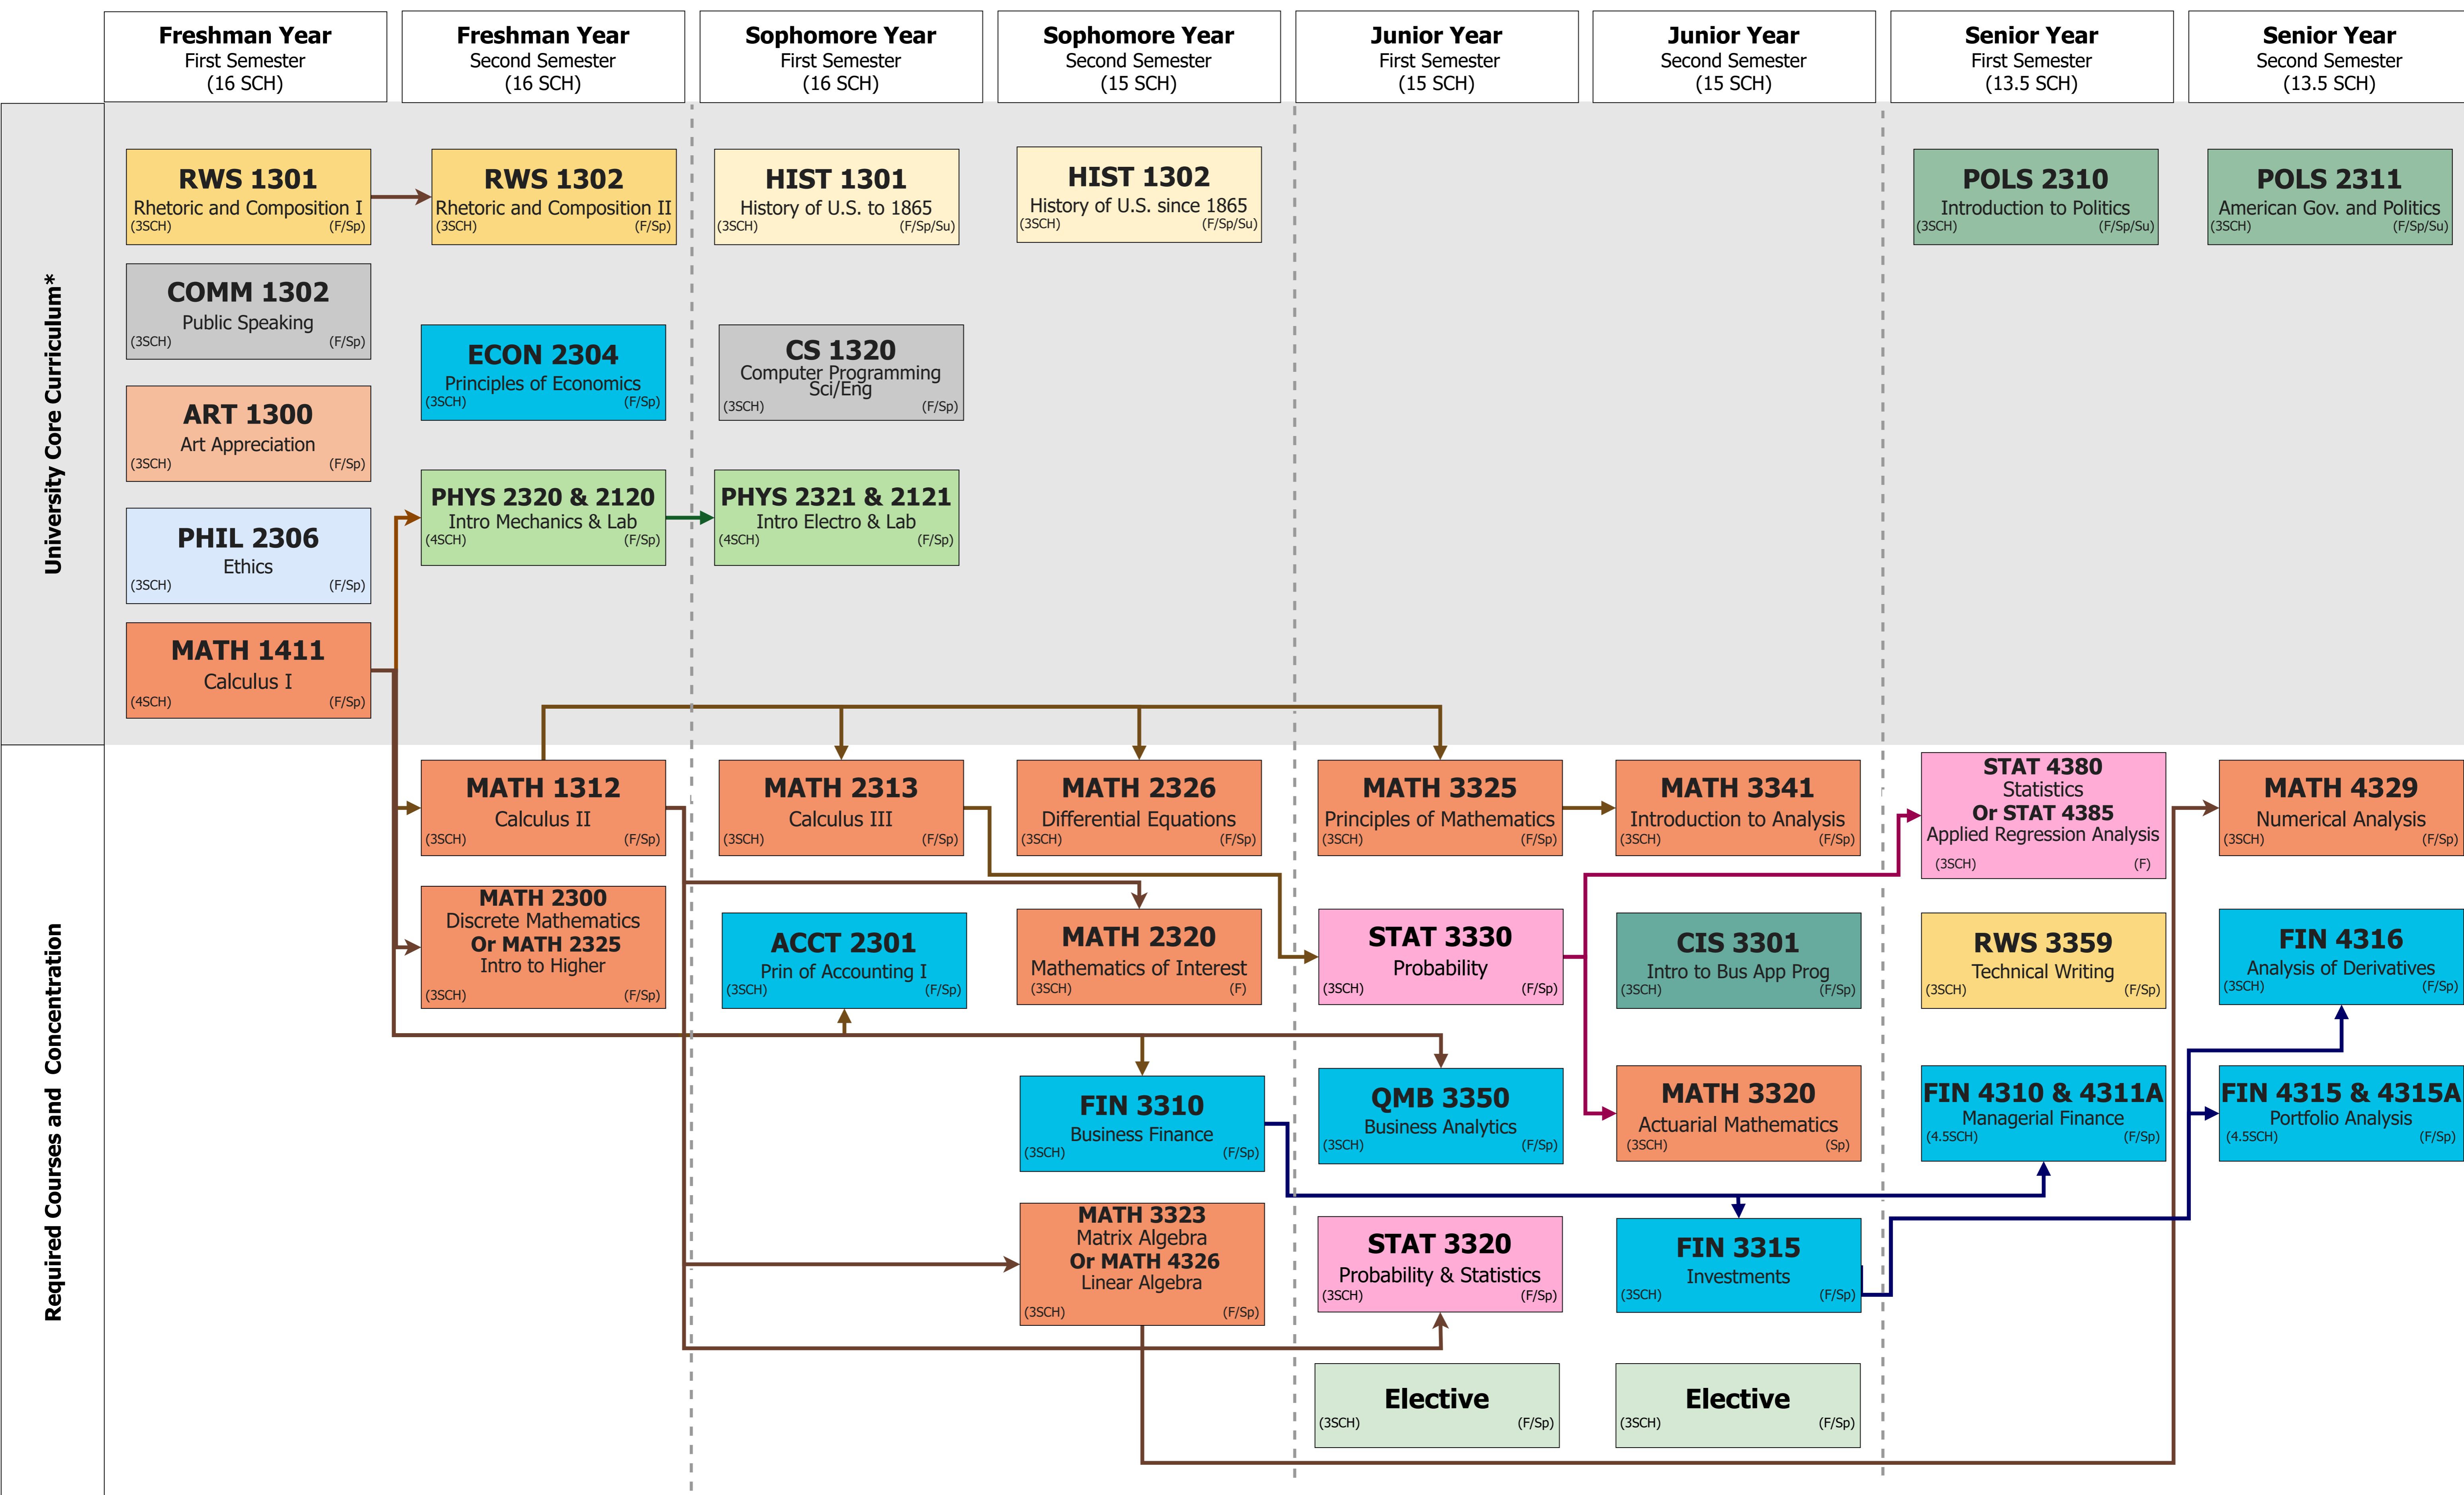 Freshman Year
First Semester
(16 SCH)
Freshman Year
Second Semester
(16 SCH)
Sophomore Year
First Semester
(16 SCH)
Sophomore Year
Second Semester
(15 SCH)
Junior Year
First Semester
(15 SCH)
Junior Year
Second Semester
(15 SCH)
Senior Year
First Semester
(13.5 SCH)
Senior Year
Second Semester
(13.5 SCH)
University Core Curriculum*
RWS 1301
Rhetoric and Composition I
(3SCH) (F/Sp)
RWS 1302
Rhetoric and Composition II
(3SCH) (F/Sp)
HIST 1301
History of U.S. to 1865
(3SCH) (F/Sp/Su)
HIST 1302
History of U.S. since 1865
(3SCH) (F/Sp/Su)
POLS 2310
Introduction to Politics
(3SCH) (F/Sp/Su)
POLS 2311
American Gov. and Politics
(3SCH) (F/Sp/Su)
COMM 1302
Public Speaking
(3SCH) (F/Sp)
ECON 2304
Principles of Economics
(3SCH) (F/Sp)
CS 1320
Computer Programming
Sci/Eng
(3SCH) (F/Sp)
ART 1300
Art Appreciation
(3SCH) (F/Sp)
PHYS 2320 & 2120
Intro Mechanics & Lab
(4SCH) (F/Sp)
PHYS 2321 & 2121
Intro Electro & Lab
(4SCH) (F/Sp)
PHIL 2306
Ethics
(3SCH) (F/Sp)
MATH 1411
Calculus I
(4SCH) (F/Sp)
Required Courses and Concentration
MATH 1312
Calculus II
(3SCH) (F/Sp)
MATH 2313
Calculus III
(3SCH) (F/Sp)
MATH 2326
Differential Equations
(3SCH) (F/Sp)
MATH 3325
Principles of Mathematics
(3SCH) (F/Sp)
MATH 3341
Introduction to Analysis
(3SCH) (F/Sp)
STAT 4380
Statistics
Or STAT 4385
Applied Regression Analysis
(3SCH) (F)
MATH 4329
Numerical Analysis
(3SCH) (F/Sp)
MATH 2300
Discrete Mathematics
Or MATH 2325
Intro to Higher
(3SCH) (F/Sp)
ACCT 2301
Prin of Accounting I
(3SCH) (F/Sp)
MATH 2320
Mathematics of Interest
(3SCH) (F)
STAT 3330
Probability
(3SCH) (F/Sp)
CIS 3301
Intro to Bus App Prog
(3SCH) (F/Sp)
RWS 3359
Technical Writing
(3SCH) (F/Sp)
FIN 4316
Analysis of Derivatives
(3SCH) (F/Sp)
FIN 3310
Business Finance
(3SCH) (F/Sp)
QMB 3350
Business Analytics
(3SCH) (F/Sp)
MATH 3320
Actuarial Mathematics
(3SCH) (Sp)
FIN 4310 & 4311A
Managerial Finance
(4.5SCH) (F/Sp)
FIN 4315 & 4315A
Portfolio Analysis
(4.5SCH) (F/Sp)
MATH 3323
Matrix Algebra
Or MATH 4326
Linear Algebra
(3SCH) (F/Sp)
STAT 3320
Probability & Statistics
(3SCH) (F/Sp)
FIN 3315
Investments
(3SCH) (F/Sp)
Elective
(3SCH) (F/Sp)
Elective
(3SCH) (F/Sp)